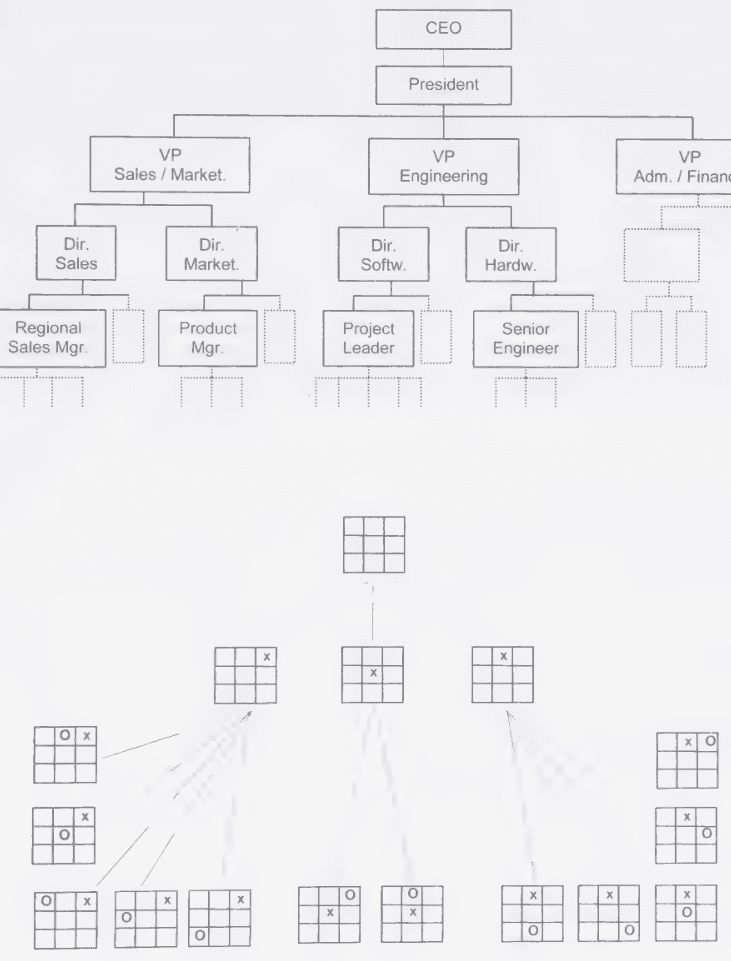 CEO
President
VP
Sales / Market.
VP
Engineering
VP
Adm. / Financ
Dir.
Sales
Dir.
Market.
Dir.
Softw.
Dir.
Hardw.
Regional
Sales Mgr.
Product
Mgr.
Project
Leader
Senior
Engineer
x
x
x
O x
x O
x
O
x
O
O x
x
O
x
O
O
x
O
x
x
O
x
O
x
O